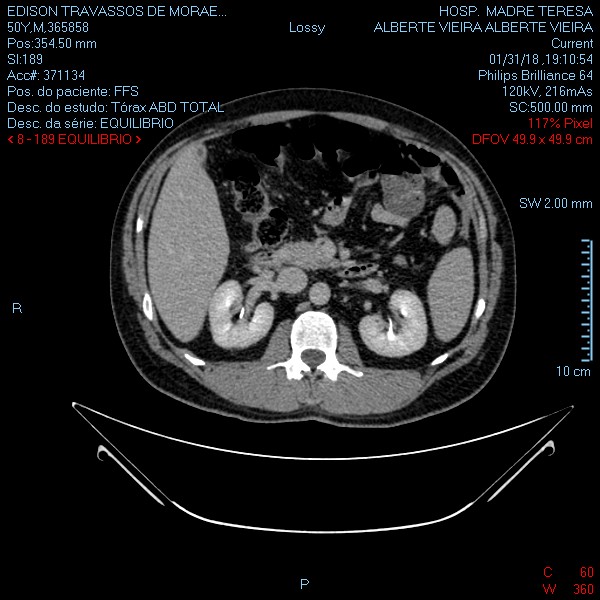 EDISON TRAVASSOS DE MORAE...
50Y,M,365858
Pos:354.50 mm
SI:189
Acc#: 371134
Pos. do paciente: FFS
Desc. do estudo: Tórax ABD TOTAL
Desc. da série: EQUILIBRIO
< 8 - 189 EQUILIBRIO >
Lossy
HOSP. MADRE TERESA
ALBERTE VIEIRA ALBERTE VIEIRA
Current
01/31/18 ,19:10:54
Philips Brilliance 64
120kV, 216mAs
SC:500.00 mm
117% Pixel
DFOV 49.9 x 49.9 cm
SW 2.00 mm
R
10 cm
P
C 60
W 360